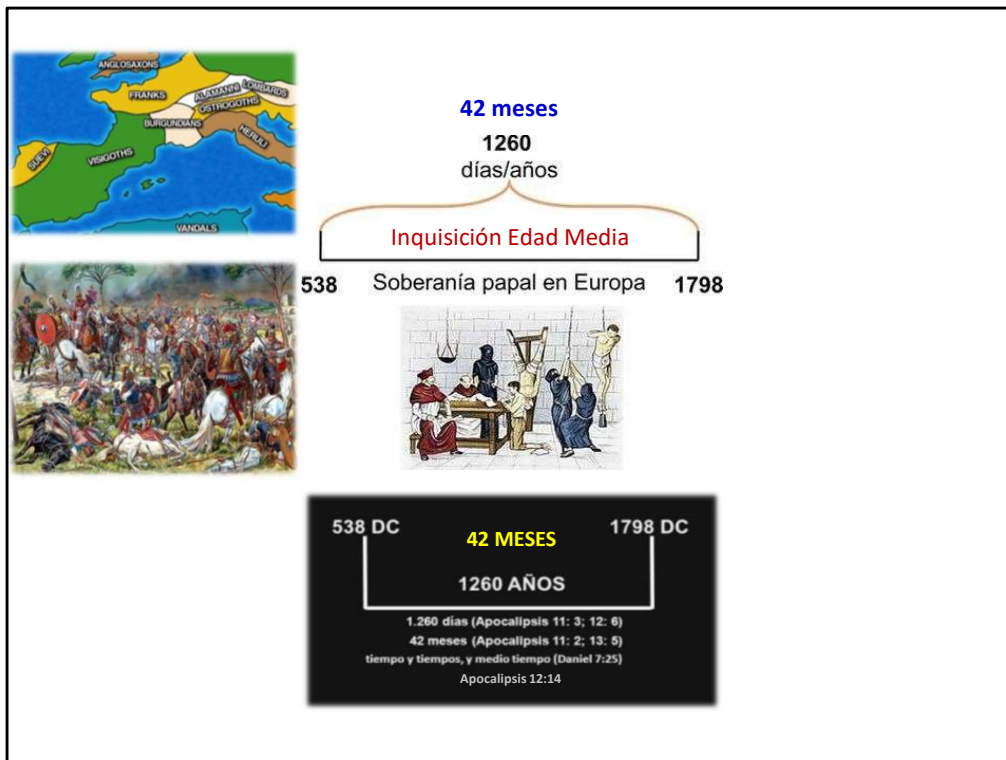 ANGLOSAXONS
FRANKS
ALAMANNI
LOMBARDS
OSTROGOTHS
BURGUNDIANS
HERULI
SUEVI
VISIGOTHS
VANDALS
42 meses
1260
días/años
Inquisición Edad Media
538 Soberanía papal en Europa 1798
538 DC 1798 DC
42 MESES
1260 AÑOS
1.260 días (Apocalipsis 11: 3; 12: 6)
42 meses (Apocalipsis 11: 2; 13: 5)
tiempo y tiempos, y medio tiempo (Daniel 7:25)
Apocalipsis 12:14